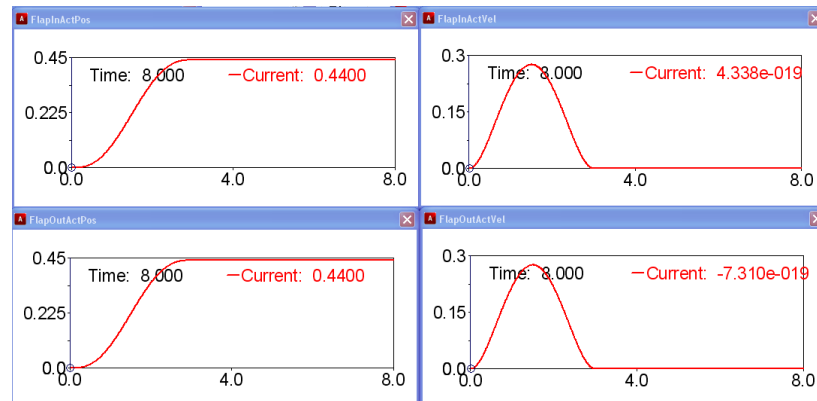 FlapInActPos
0.45
Time: 8.000 Current: 0.4400
0.225
0.0
0.0 4.0 8.0
FlapInActVel
0.3
Time: 8.000 Current: 4.338e-019
0.15
0.0
0.0 4.0 8.0
FlapOutActPos
0.45
Time: 8.000 Current: 0.4400
0.225
0.0
0.0 4.0 8.0
FlapOutActVel
0.3
Time: 8.000 Current: -7.310e-019
0.15
0.0
0.0 4.0 8.0